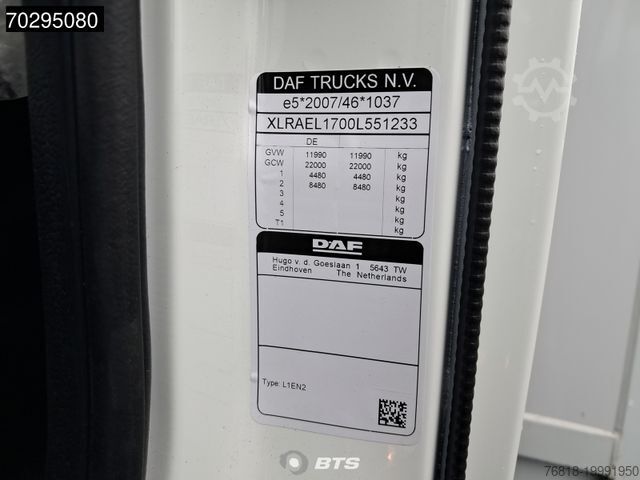 70295080
DAF TRUCKS N.V.
e5*2007/46*1037
XLRAEL1700L551233
DE
GVW 11990 11990 kg
GCW 22000 22000 kg
1 4480 4480 kg
2 8480 8480 kg
3 kg
4 kg
5 kg
T1 kg
DAF
Hugo v. d. Goeslaan 1 5643 TW
Eindhoven The Netherlands
Type: L1EN2
BTS
76818-19991950